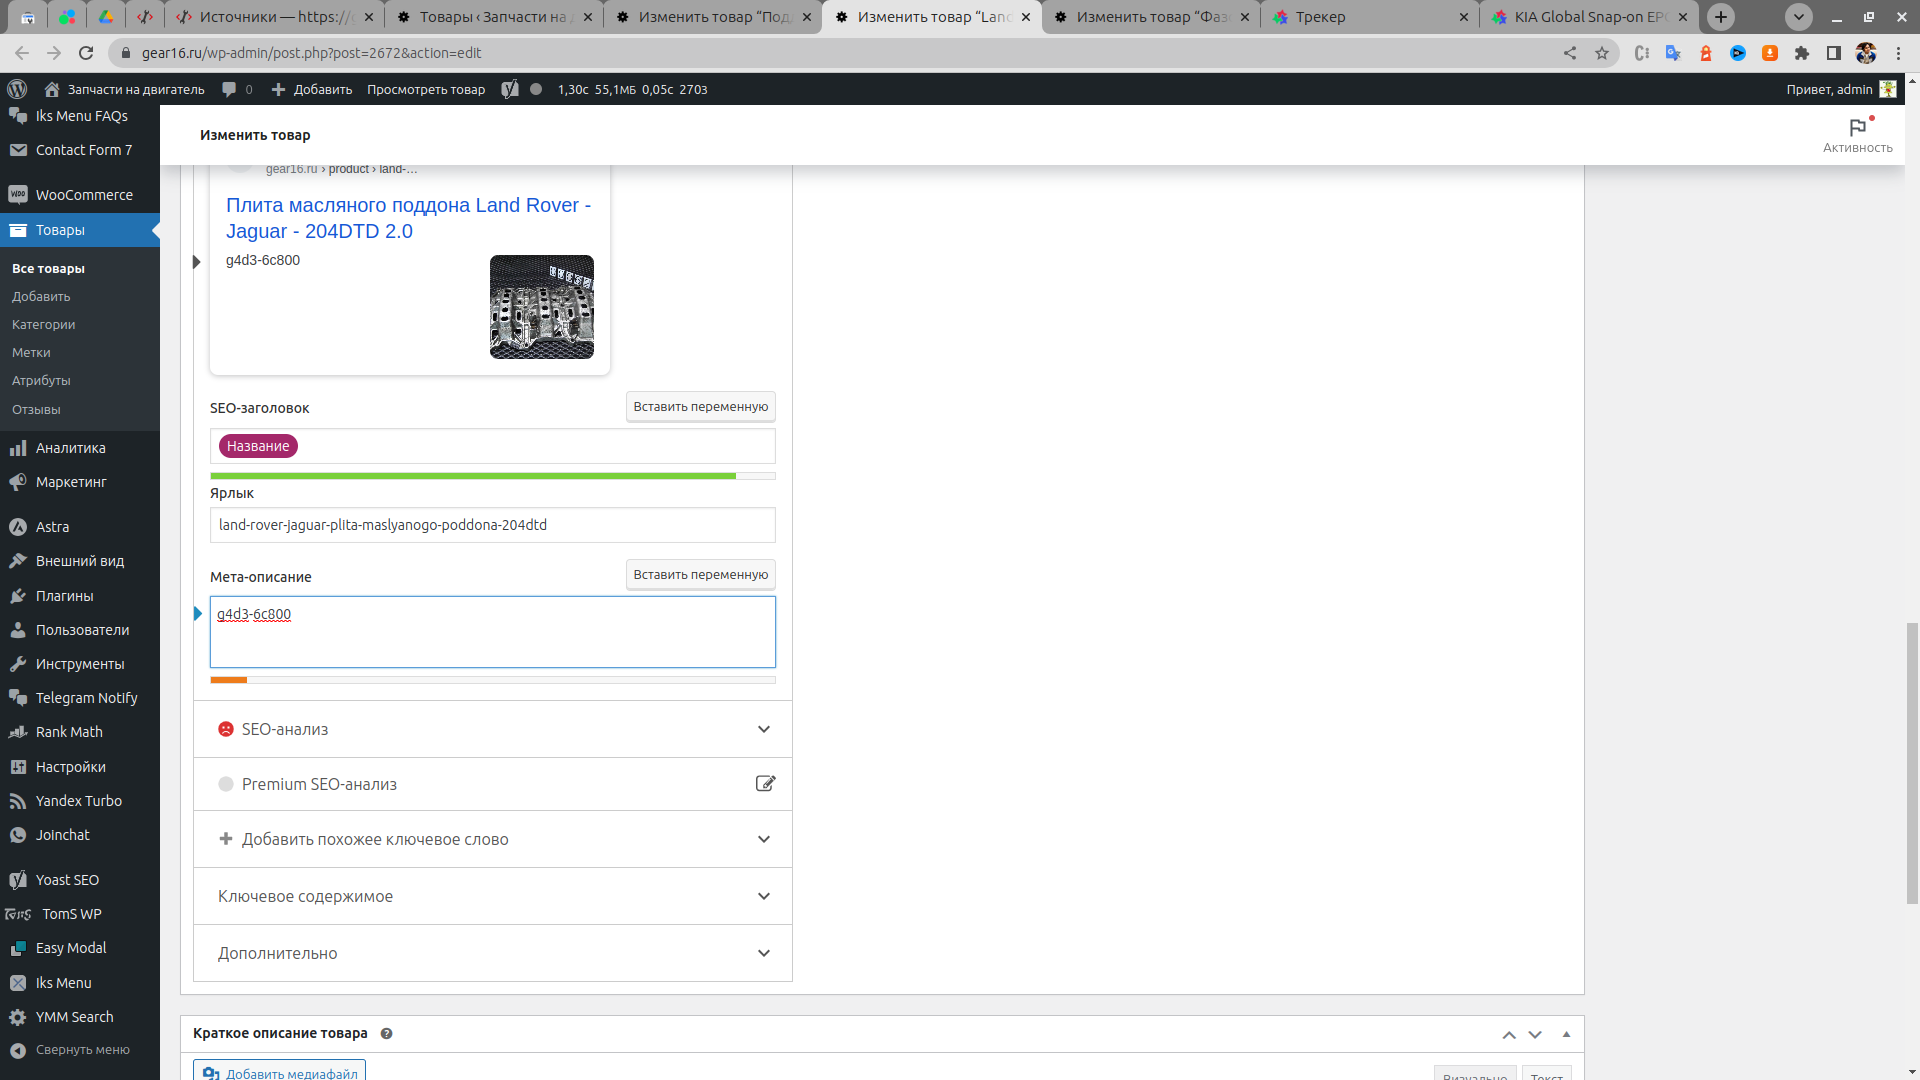 Источники — https://g
Товары ‹ Запчасти на д
Изменить товар “Подд
Изменить товар “Land
Изменить товар “Фаз
Трекер
KIA Global Snap-on EPC
gear16.ru/wp-admin/post.php?post=2672&action=edit
Запчасти на двигатель
0
Добавить
Просмотреть товар
1,30с 55,1МБ 0,05с 270з
Привет, admin
Iks Menu FAQs
Contact Form 7
WooCommerce
Товары
Все товары
Добавить
Категории
Метки
Атрибуты
Отзывы
Аналитика
Маркетинг
Astra
Внешний вид
Плагины
Пользователи
Инструменты
Telegram Notify
Rank Math
Настройки
Yandex Turbo
Joinchat
Yoast SEO
TomS WP
Easy Modal
Iks Menu
YMM Search
Свернуть меню
Изменить товар
Активность
gear16.ru › product › land-…
Плита масляного поддона Land Rover -
Jaguar - 204DTD 2.0
g4d3-6c800
SEO-заголовок
Вставить переменную
Название
Ярлык
land-rover-jaguar-plita-maslyanogo-poddona-204dtd
Мета-описание
Вставить переменную
g4d3-6c800
SEO-анализ
Premium SEO-анализ
Добавить похожее ключевое слово
Ключевое содержимое
Дополнительно
Краткое описание товара
Добавить медиафайл
Визуально
Текст